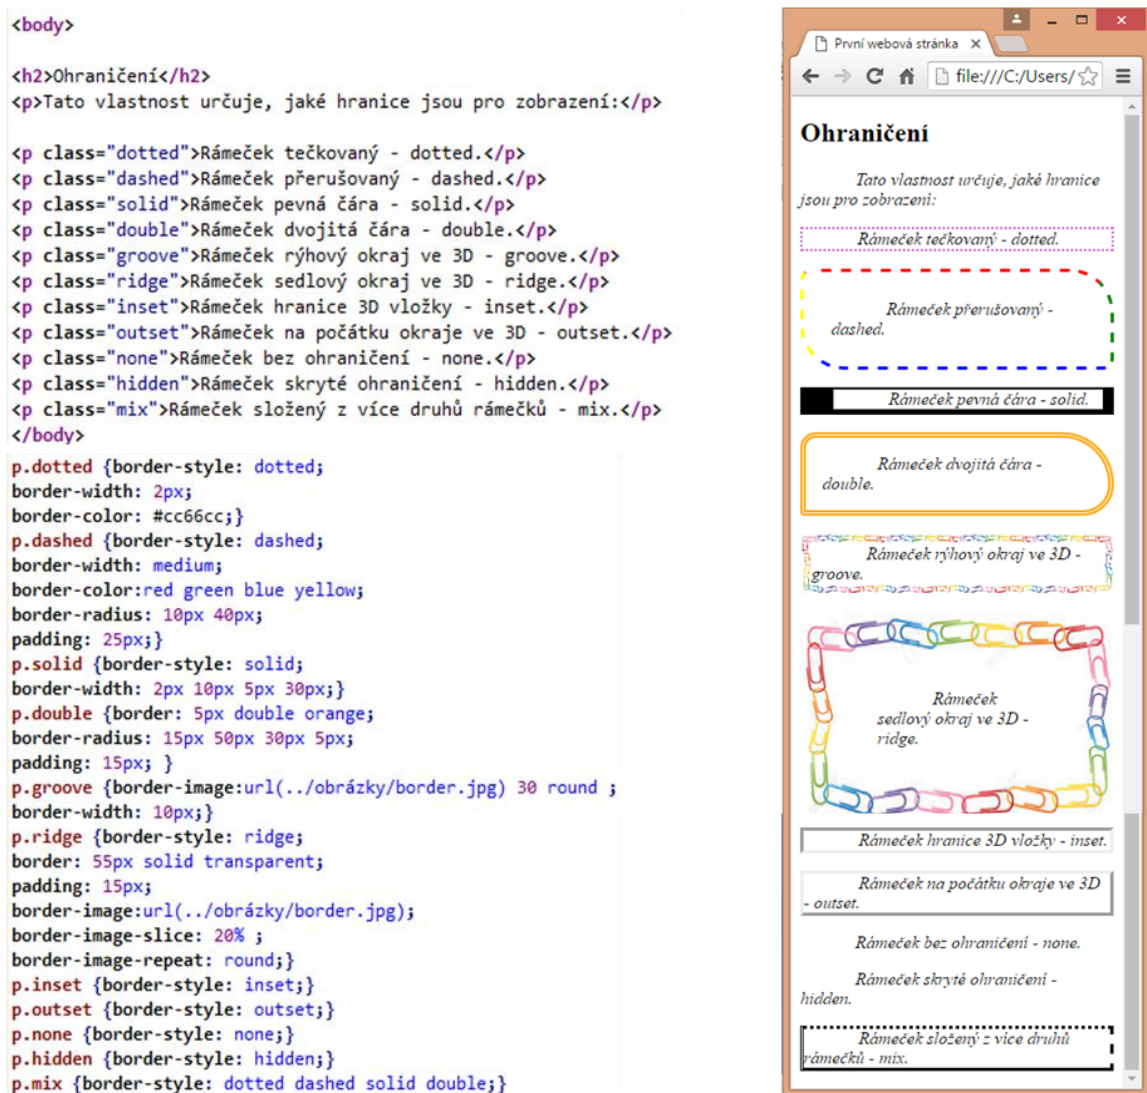 <body>
<h2>Ohraničení</h2>
<p>Tato vlastnost určuje, jaké hranice jsou pro zobrazení:</p>
<p class="dotted">Rámeček tečkovaný - dotted.</p>
<p class="dashed">Rámeček přerušovaný - dashed.</p>
<p class="solid">Rámeček pevná čára - solid.</p>
<p class="double">Rámeček dvojitá čára - double.</p>
<p class="groove">Rámeček rýhový okraj ve 3D - groove.</p>
<p class="ridge">Rámeček sedlový okraj ve 3D - ridge.</p>
<p class="inset">Rámeček hranice 3D vložky - inset.</p>
<p class="outset">Rámeček na počátku okraje ve 3D - outset.</p>
<p class="none">Rámeček bez ohraničení - none.</p>
<p class="hidden">Rámeček skryté ohraničení - hidden.</p>
<p class="mix">Rámeček složený z více druhů rámečků - mix.</p>
</body>
p.dotted {border-style: dotted;
border-width: 2px;
border-color: #cc66cc;}
p.dashed {border-style: dashed;
border-width: medium;
border-color:red green blue yellow;
border-radius: 10px 40px;
padding: 25px;}
p.solid {border-style: solid;
border-width: 2px 10px 5px 30px;}
p.double {border: 5px double orange;
border-radius: 15px 50px 30px 5px;
padding: 15px; }
p.groove {border-image:url(../obrázky/border.jpg) 30 round ;
border-width: 10px;}
p.ridge {border-style: ridge;
border: 55px solid transparent;
padding: 15px;
border-image:url(../obrázky/border.jpg);
border-image-slice: 20% ;
border-image-repeat: round;}
p.inset {border-style: inset;}
p.outset {border-style: outset;}
p.none {border-style: none;}
p.hidden {border-style: hidden;}
p.mix {border-style: dotted dashed solid double;}
První webová stránka
file:///C:/Users/
Ohraničení
Tato vlastnost určuje, jaké hranice
jsou pro zobrazení:
Rámeček tečkovaný - dotted.
Rámeček přerušovaný -
dashed.
Rámeček pevná čára - solid.
Rámeček dvojitá čára -
double.
Rámeček rýhový okraj ve 3D -
groove.
Rámeček
sedlový okraj ve 3D -
ridge.
Rámeček hranice 3D vložky - inset.
Rámeček na počátku okraje ve 3D
- outset.
Rámeček bez ohraničení - none.
Rámeček skryté ohraničení -
hidden.
Rámeček složený z více druhů
rámečků - mix.